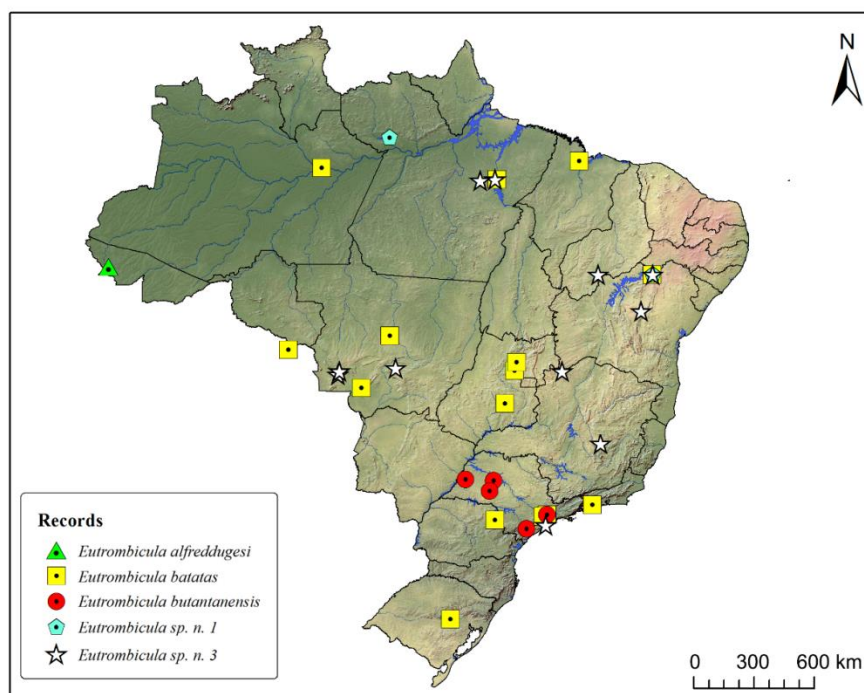 N
Records
Eutrombicula alfreddugesi
Eutrombicula batatas
Eutrombicula butantanensis
Eutrombicula sp. n. 1
Eutrombicula sp. n. 3
0 300 600 km